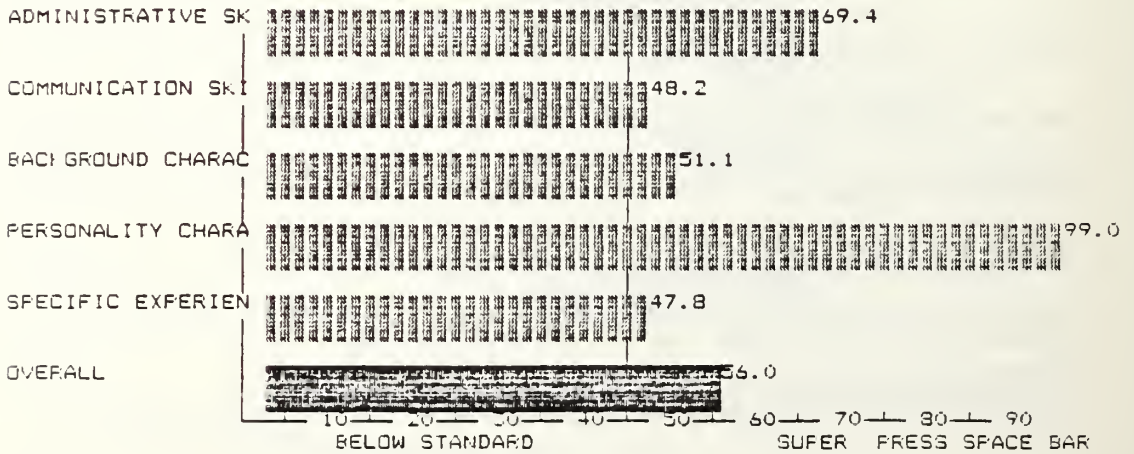 ADMINISTRATIVE SK 69.4
COMMUNICATION SKI 48.2
BACKGROUND CHARAC 51.1
PERSONALITY CHARA 99.0
SPECIFIC EXPERIEN 47.8
OVERALL 56.0
10 20 30 40 50 60 70 80 90
BELOW STANDARD SUPER PRESS SPACE BAR